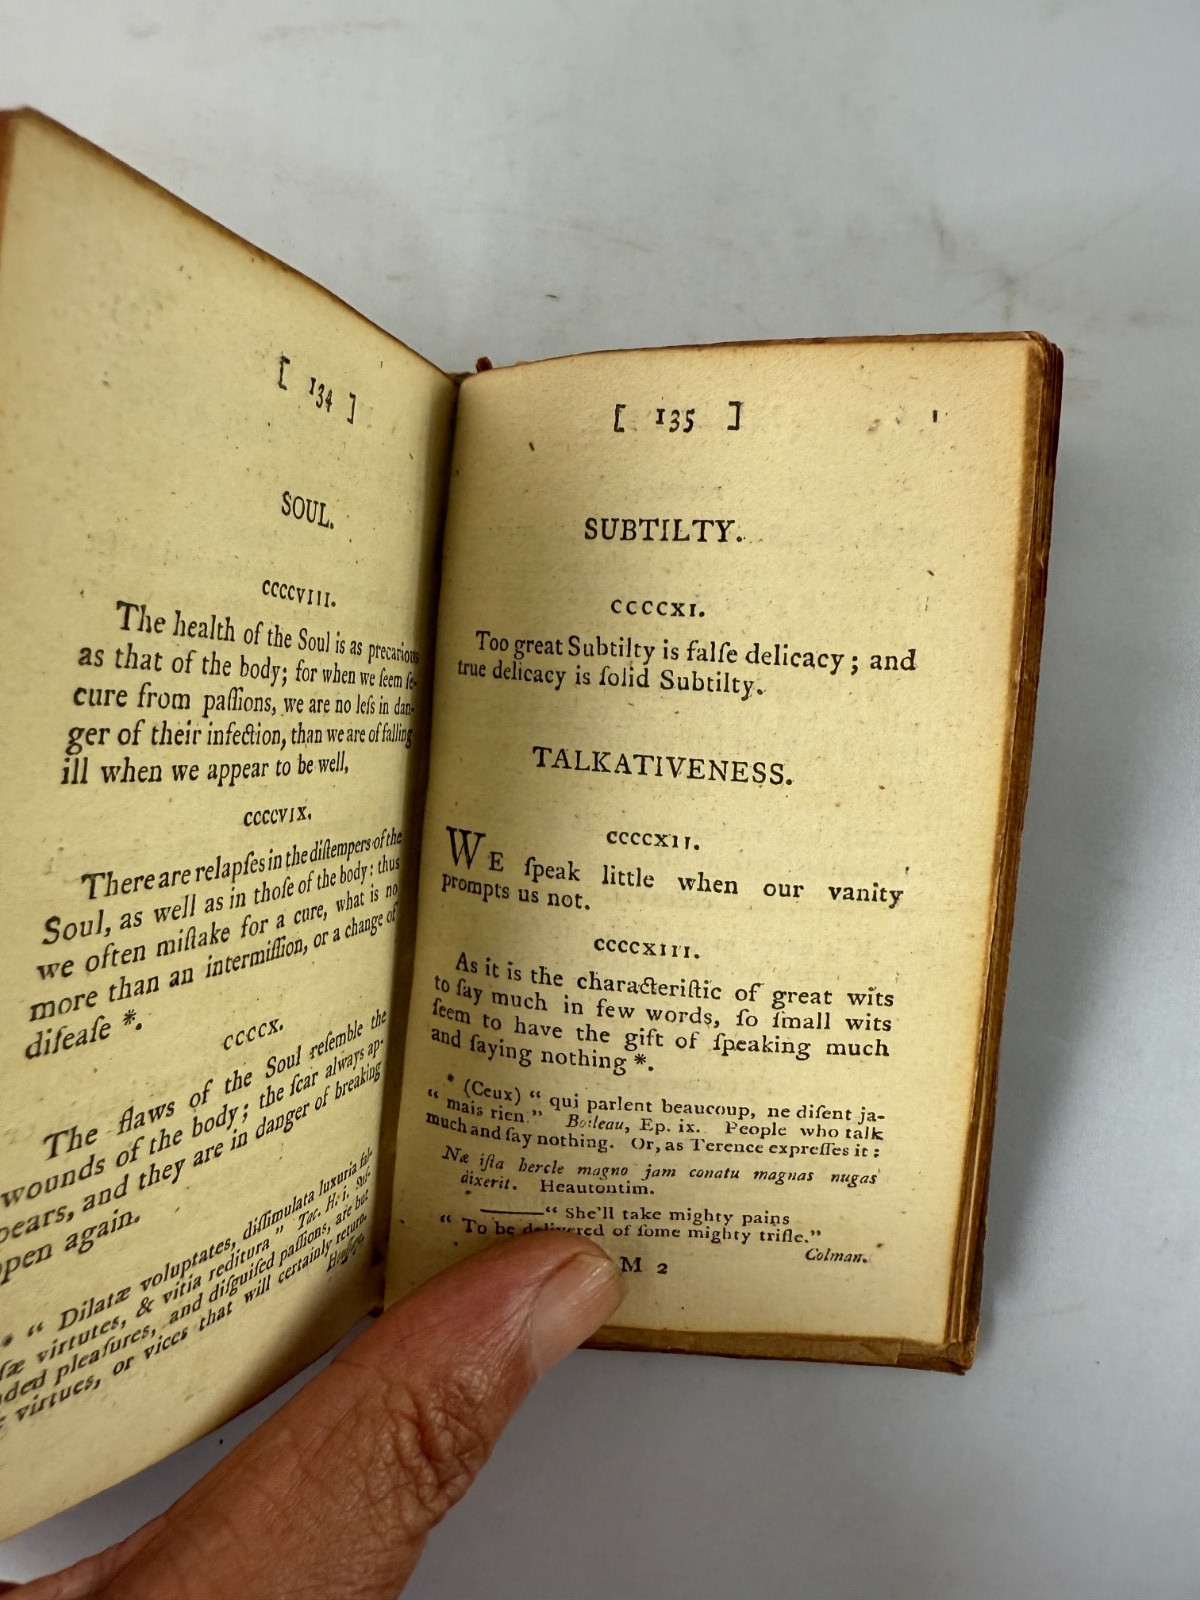 [ 134 ]
SOUL.
CCCCVIII.
The health of the Soul is as precarious
as that of the body; for when we ſeem ſe-
cure from paſſions, we are no leſs in dan-
ger of their infection, than we are of falling
ill when we appear to be well,
CCCCVIX.
There are relapſes in the diſtempers of the
Soul, as well as in thoſe of the body: thus
we often miſtake for a cure, what is no
more than an intermiſſion, or a change of
diſeaſe *.
CCCCX.
The flaws of the Soul reſemble the
wounds of the body; the ſcar always ap-
pears, and they are in danger of breaking
open again.
* “ Dilatæ voluptates, diſſimulata luxuria fal-
ſæ virtutes, & vitia reditura ” Tac. H. i.
pleaſures, and diſguiſed paſſions, are but
virtues, or vices that will certainly return.
[ 135 ]
SUBTILTY.
CCCCXI.
Too great Subtilty is falſe delicacy ; and
true delicacy is ſolid Subtilty.
TALKATIVENESS.
CCCCXII.
WE ſpeak little when our vanity
prompts us not.
CCCCXIII.
As it is the characteriſtic of great wits
to ſay much in few words, ſo ſmall wits
ſeem to have the gift of ſpeaking much
and ſaying nothing *.
* (Ceux) “ qui parlent beaucoup, ne diſent ja-
“ mais rien ” Boileau, Ep. ix. People who talk
much and ſay nothing. Or, as Terence expreſſes it :
Næ iſta hercle magno jam conatu magnas nugas
dixerit. Heautontim.
“ She'll take mighty pains
“ To be delivered of ſome mighty trifle.”
Colman.
M 2